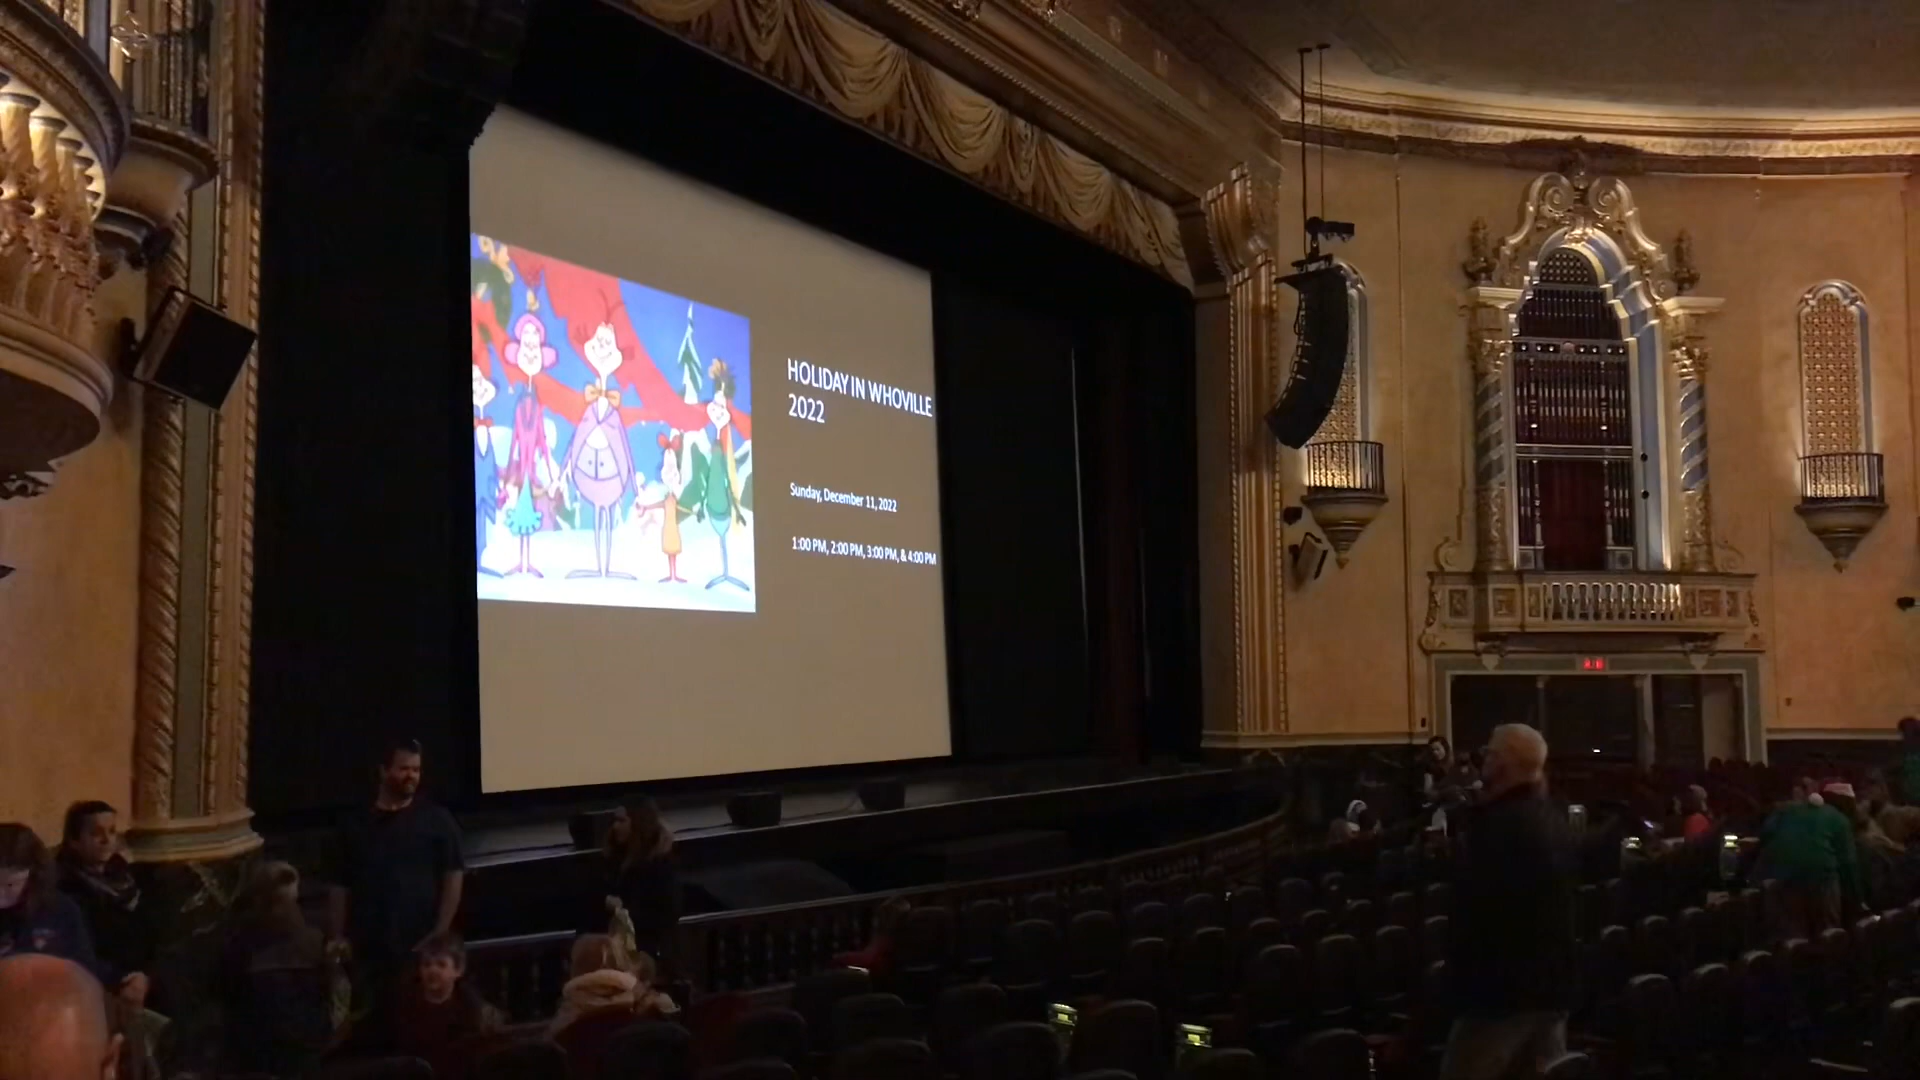 HOLIDAY IN WHOVILLE
2022
Sunday, December 11, 2022
1:00 PM, 2:00 PM, 3:00 PM, & 4:00 PM
EXIT